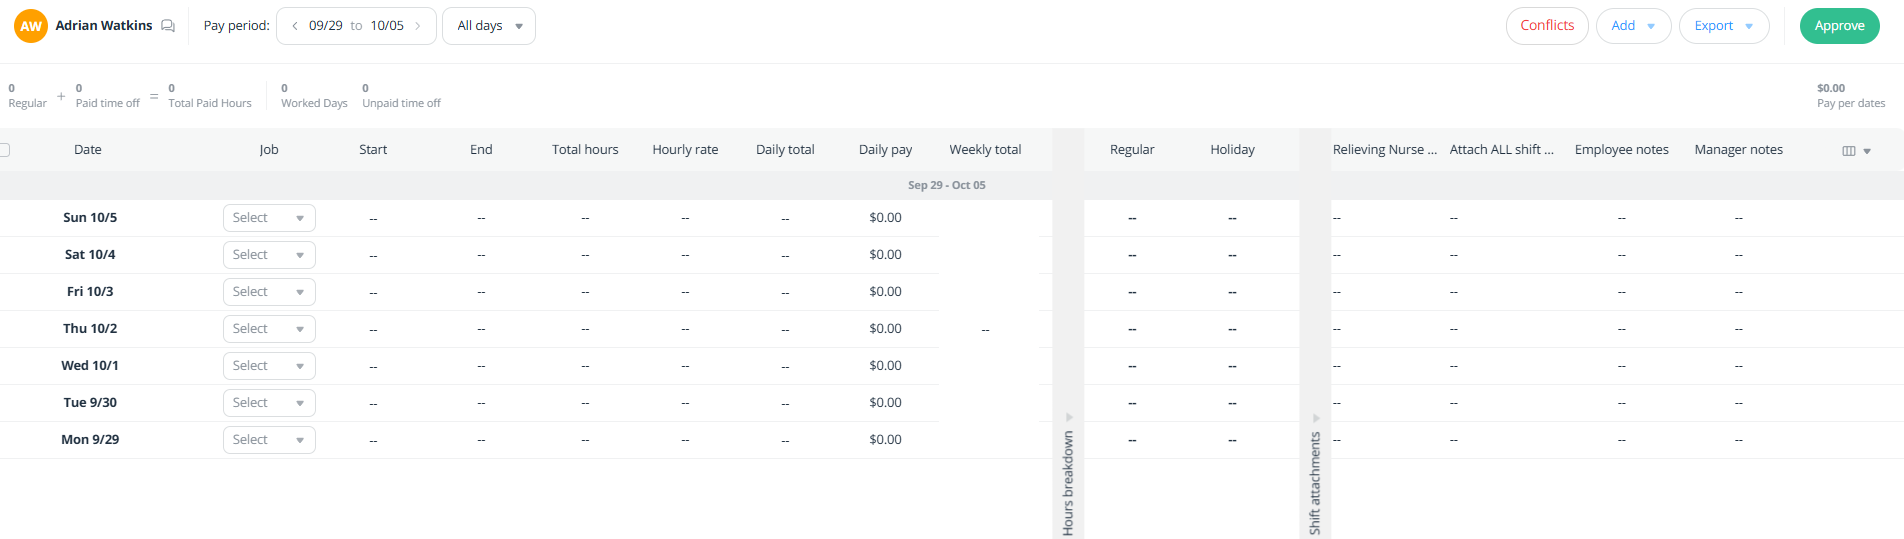 AW Adrian Watkins Pay period: 09/29 to 10/05 All days Conflicts Add Export Approve
0 + 0 = 0 0 0 $0.00
Regular Paid time off Total Paid Hours Worked Days Unpaid time off Pay per dates
Date Job Start End Total hours Hourly rate Daily total Daily pay Weekly total Regular Holiday Relieving Nurse ... Attach ALL shift ... Employee notes Manager notes
Sep 29 - Oct 05
Sun 10/5 Select -- -- -- -- -- $0.00 -- -- -- -- -- --
Sat 10/4 Select -- -- -- -- -- $0.00 -- -- -- -- -- --
Fri 10/3 Select -- -- -- -- -- $0.00 -- -- -- -- -- --
Thu 10/2 Select -- -- -- -- -- $0.00 -- -- -- -- -- -- --
Wed 10/1 Select -- -- -- -- -- $0.00 -- -- -- -- -- --
Tue 9/30 Select -- -- -- -- -- $0.00 -- -- -- -- -- --
Mon 9/29 Select -- -- -- -- -- $0.00 -- -- -- -- -- --
Hours breakdown
Shift attachments